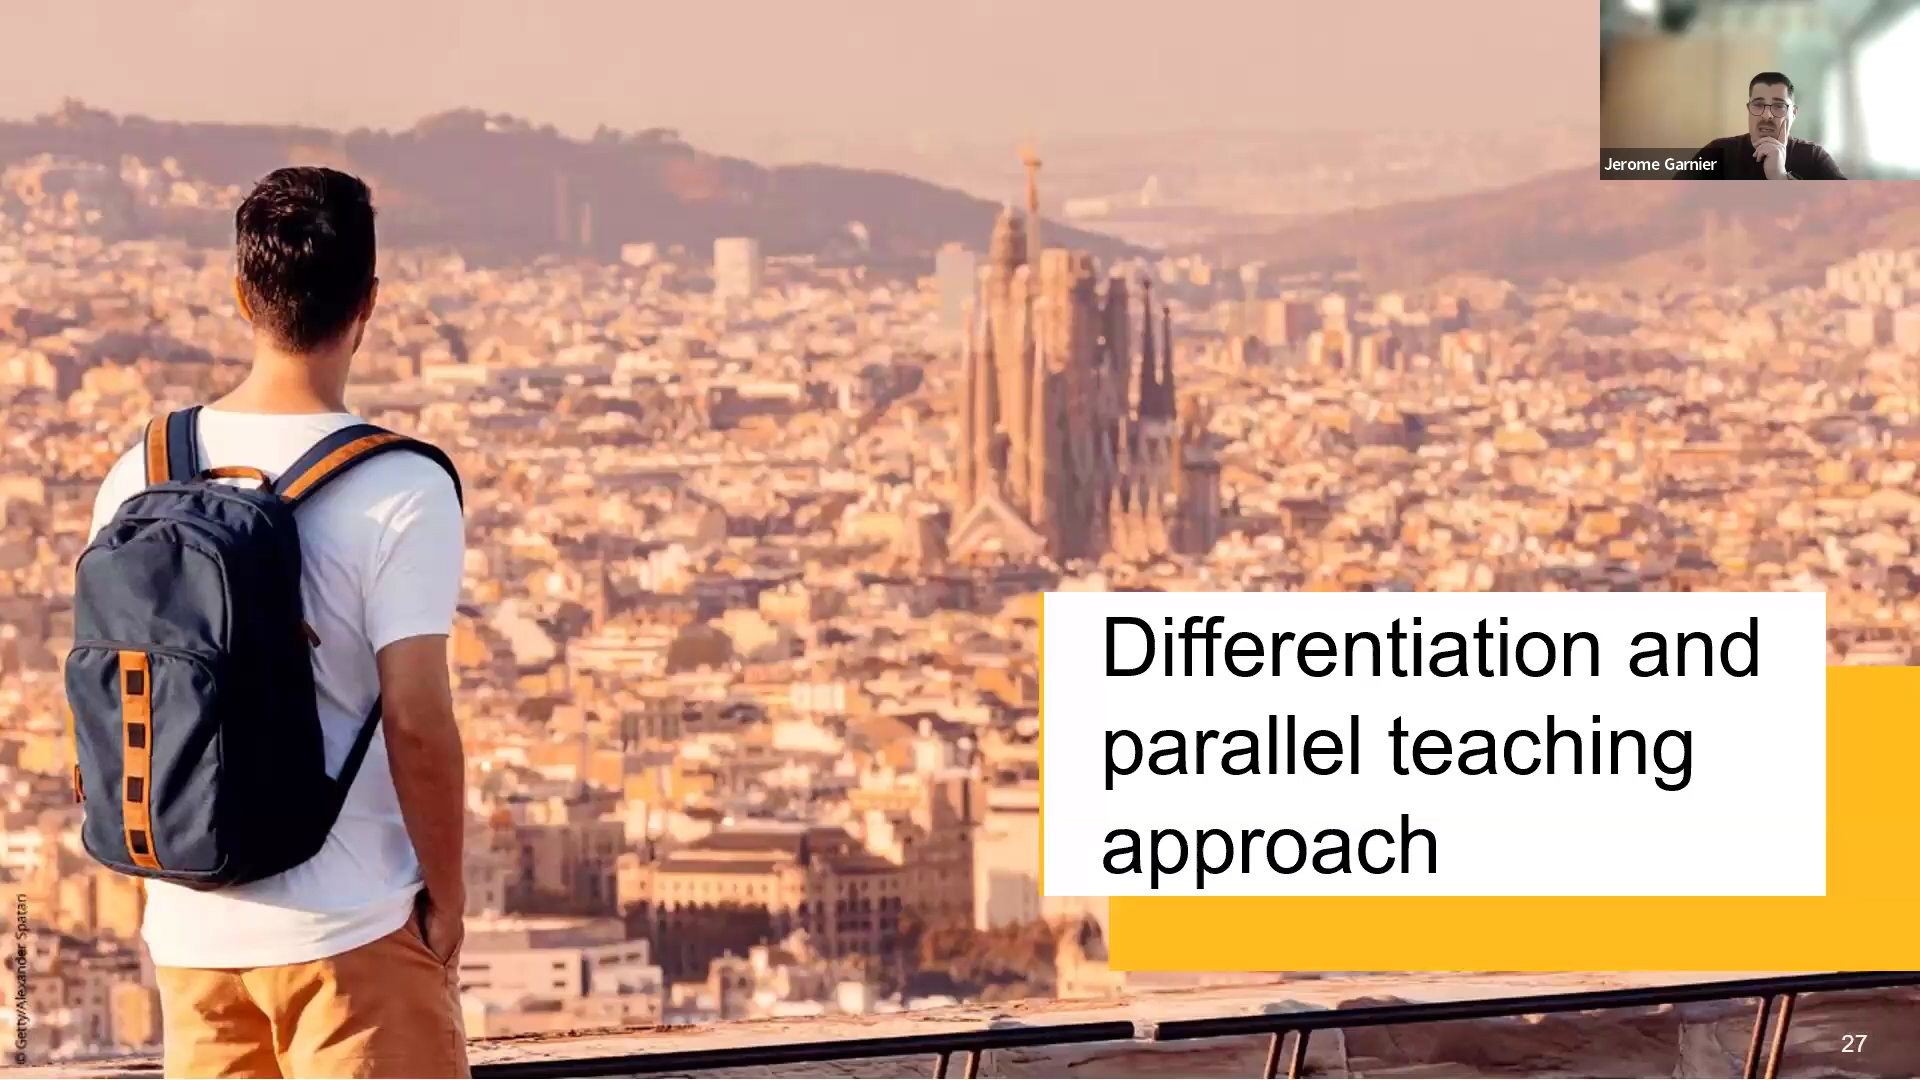 Jerome Garnier
Differentiation and
parallel teaching
approach
© Getty/Alexander Spatari
27